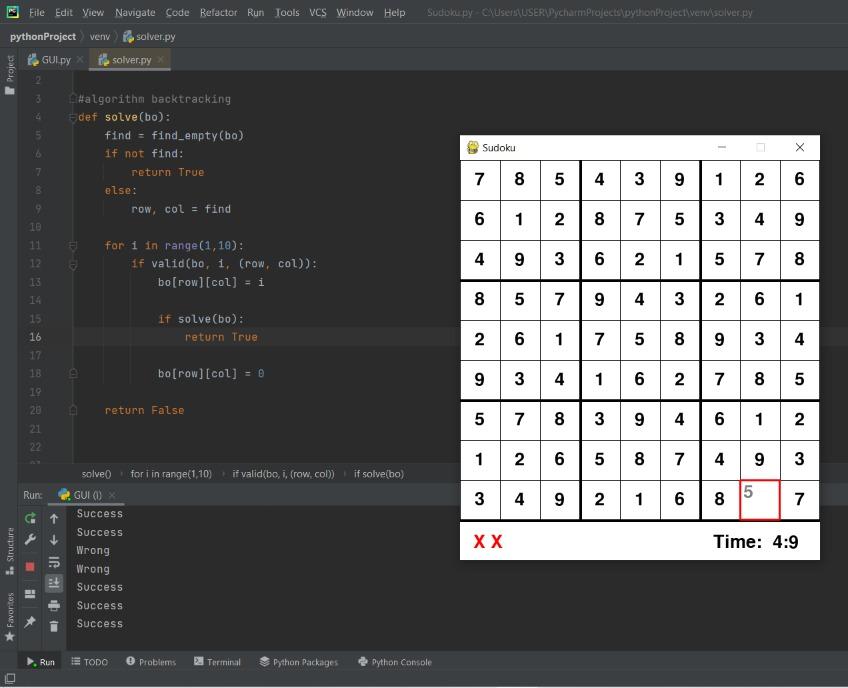 File Edit View Navigate Code Refactor Run Tools VCS Window Help Sudoku.py - C:\Users\USER\PycharmProjects\pythonProject\venv\solver.py
pythonProject venv solver.py
Project
GUI.py solver.py
2
3 #algorithm backtracking
4 def solve(bo):
5 find = find_empty(bo)
6 if not find:
7 return True
8 else:
9 row, col = find
10
11 for i in range(1,10):
12 if valid(bo, i, (row, col)):
13 bo[row][col] = i
14
15 if solve(bo):
16 return True
17
18 bo[row][col] = 0
19
20 return False
21
22
solve() for i in range(1,10) if valid(bo, i, (row, col)) if solve(bo)
Sudoku
7 8 5 4 3 9 1 2 6
6 1 2 8 7 5 3 4 9
4 9 3 6 2 1 5 7 8
8 5 7 9 4 3 2 6 1
2 6 1 7 5 8 9 3 4
9 3 4 1 6 2 7 8 5
5 7 8 3 9 4 6 1 2
1 2 6 5 8 7 4 9 3
3 4 9 2 1 6 8 5 7
X X Time: 4:9
Run: GUI (i)
Success
Success
Wrong
Wrong
Success
Success
Success
Structure
Favorites
Run TODO Problems Terminal Python Packages Python Console